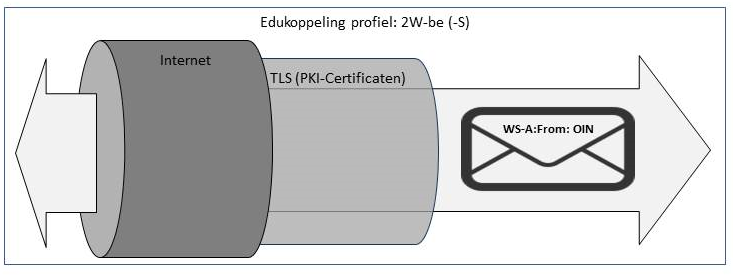 Edukoppeling profiel: 2W-be (-S)
Internet
TLS (PKI-Certificaten)
WS-A:From: OIN